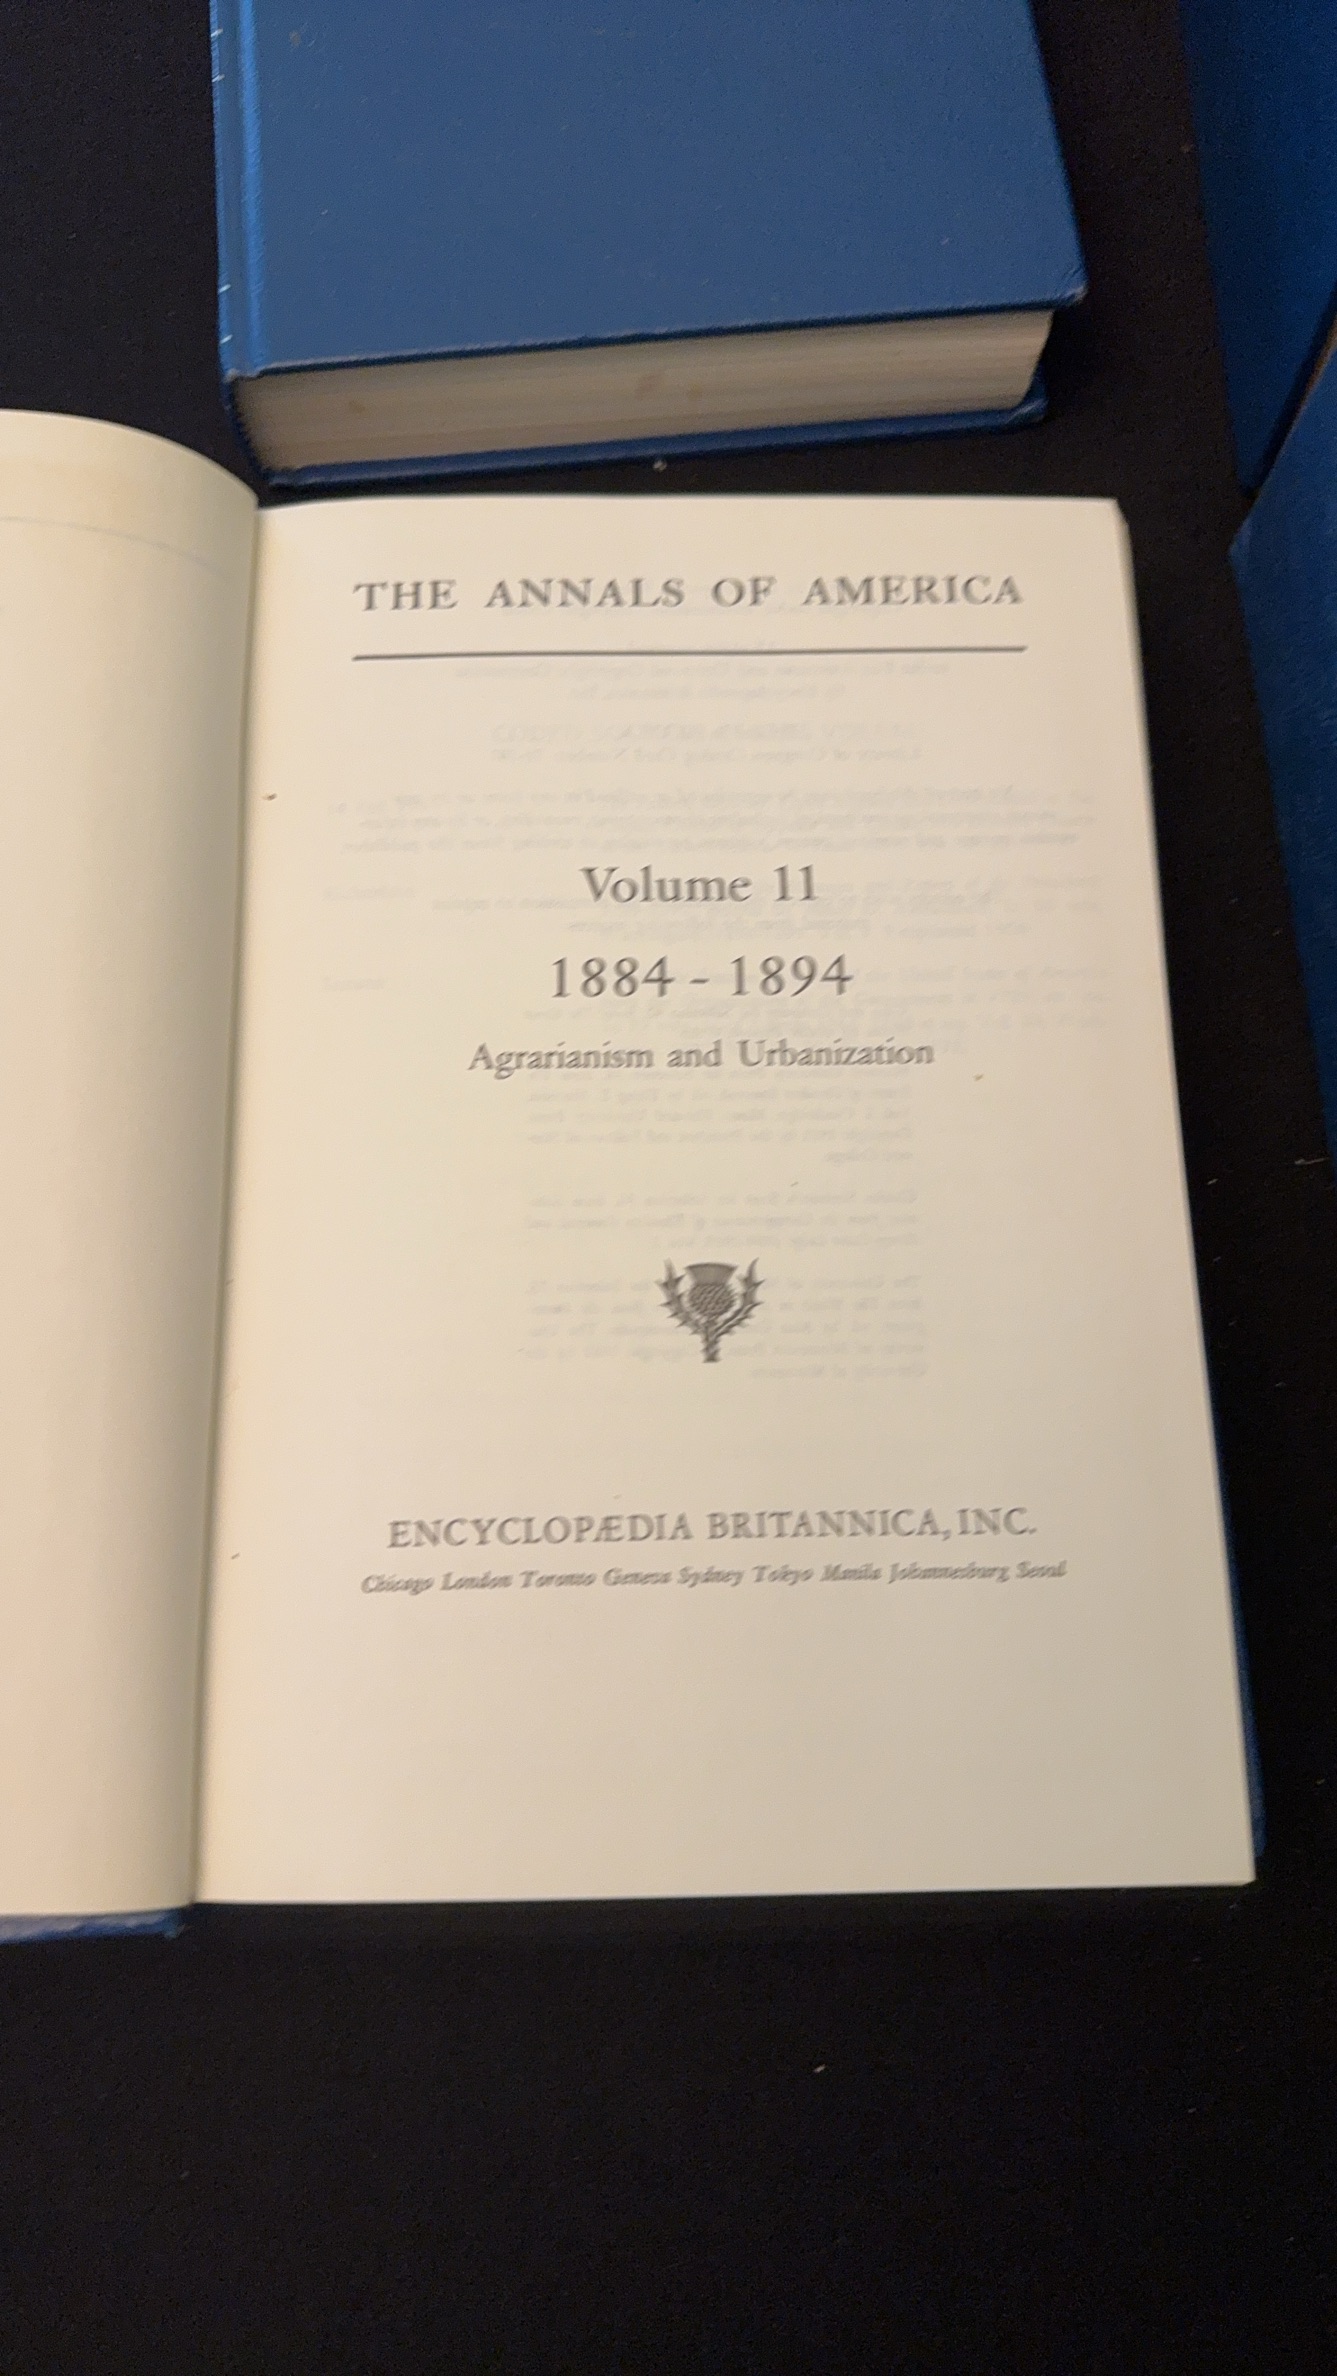 THE ANNALS OF AMERICA
Volume 11
1884 - 1894
Agrarianism and Urbanization
ENCYCLOPÆDIA BRITANNICA, INC.
Chicago London Toronto Geneva Sydney Tokyo Manila Johannesburg Seoul